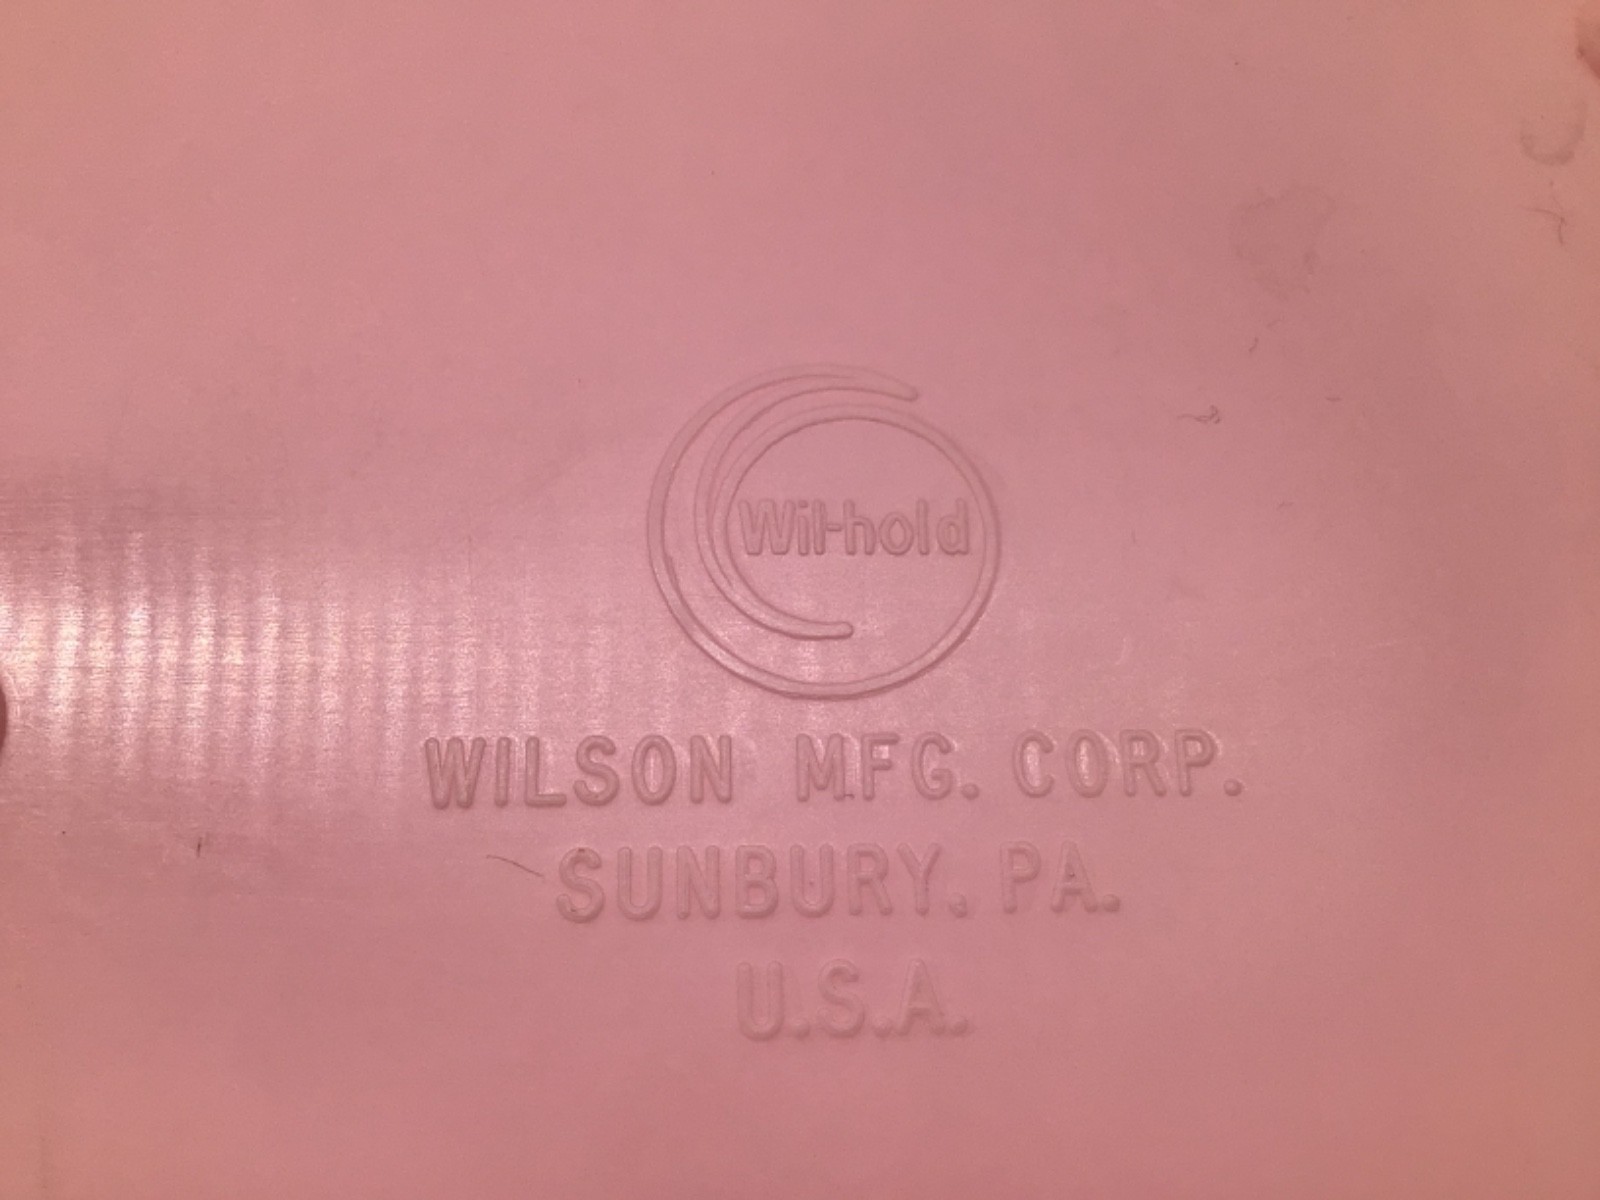 Wil-hold
WILSON MFG. CORP.
SUNBURY, PA.
U.S.A.